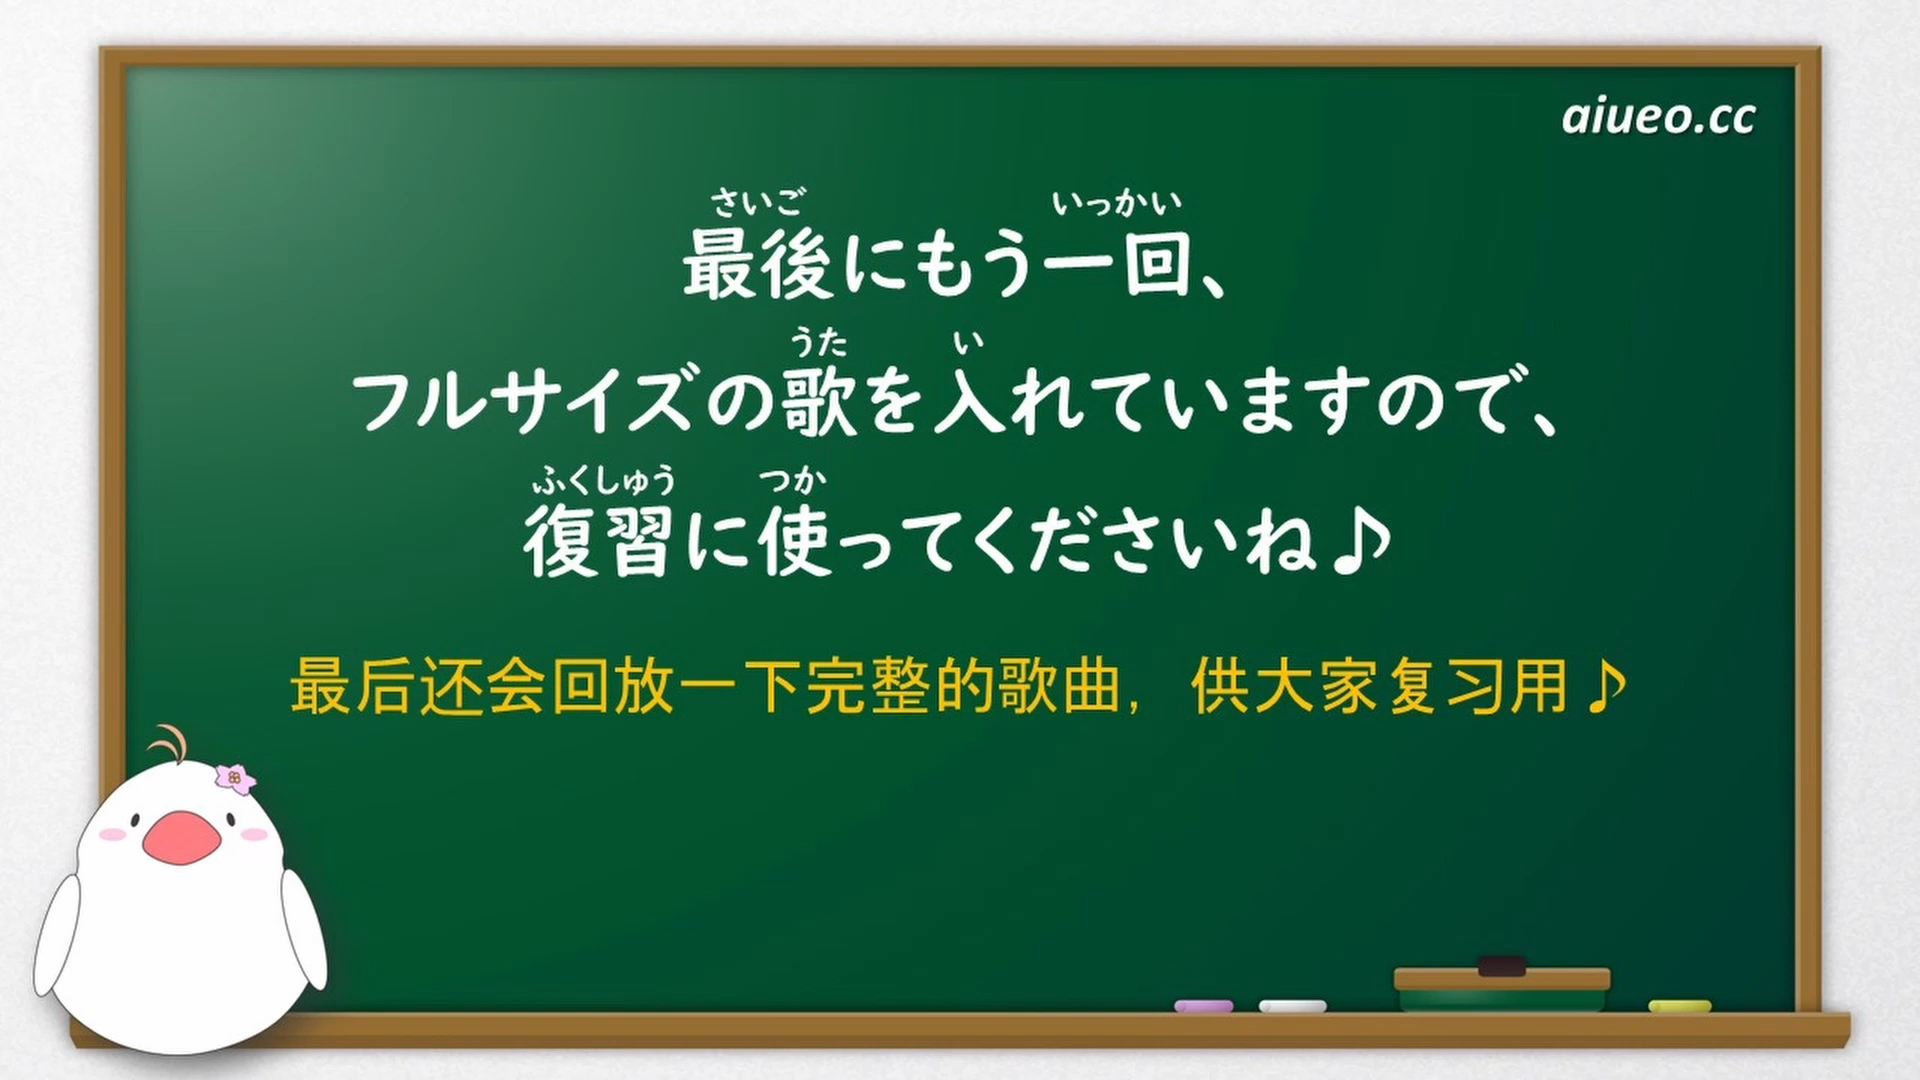 aiueo.cc
さいご いっかい
最後にもう一回、
うた い
フルサイズの歌を入れていますので、
ふくしゅう つか
復習に使ってくださいね♪
最后还会回放一下完整的歌曲，供大家复习用♪